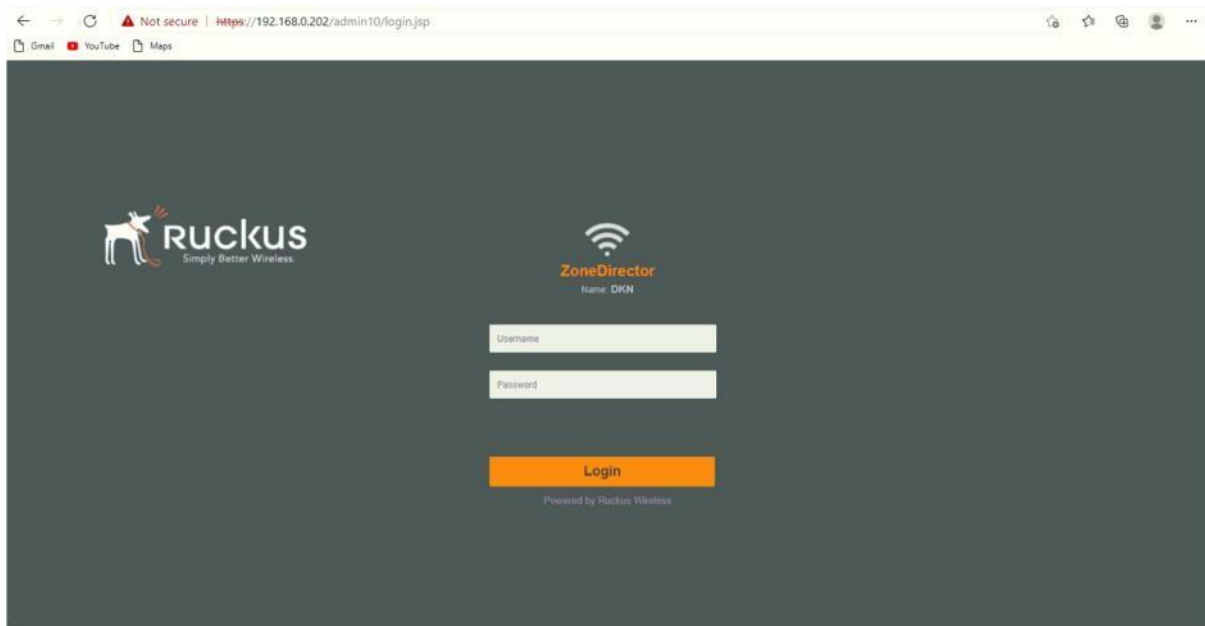 Not secure
https://192.168.0.202/admin10/login.jsp
Gmail YouTube Maps
Ruckus
Simply Better Wireless.
ZoneDirector
Name: DKN
Username
Password
Login
Powered by Ruckus Wireless